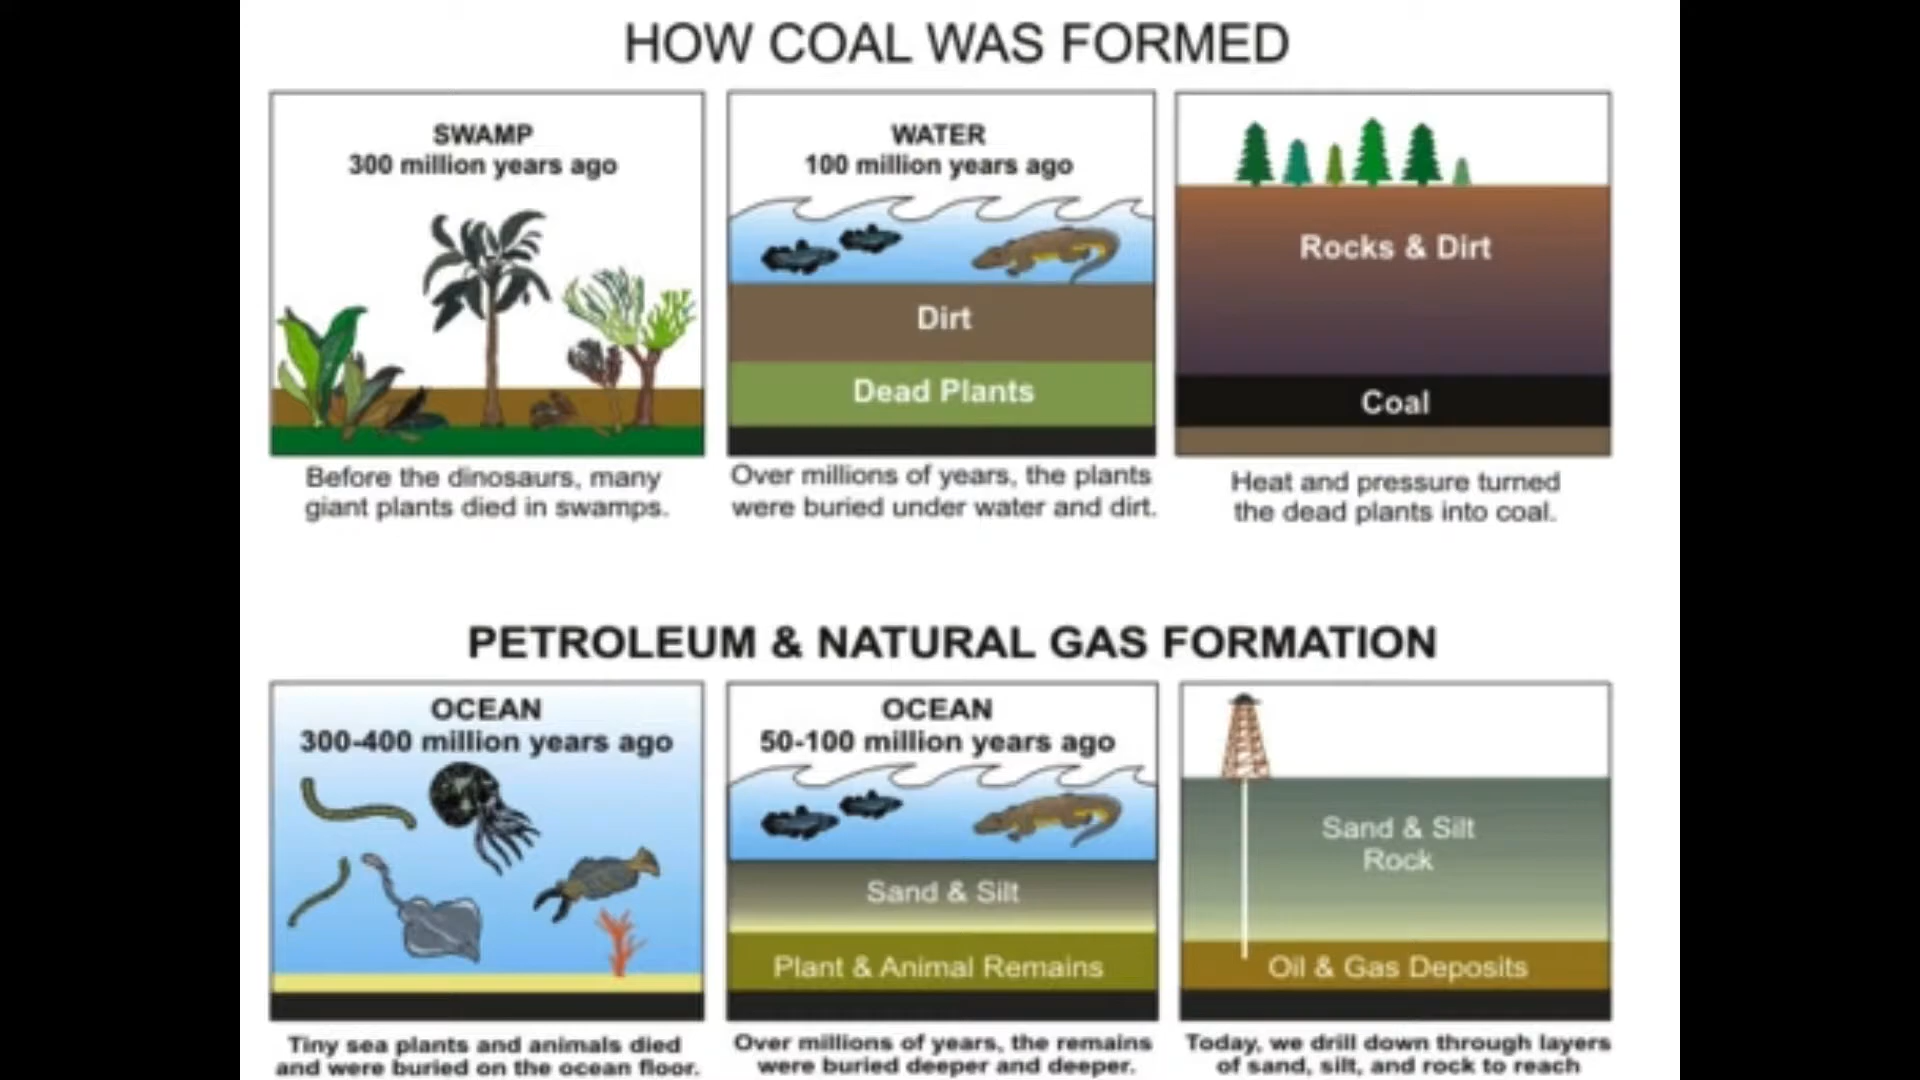 HOW COAL WAS FORMED
SWAMP
300 million years ago
Before the dinosaurs, many
giant plants died in swamps.
WATER
100 million years ago
Dirt
Dead Plants
Over millions of years, the plants
were buried under water and dirt.
Rocks & Dirt
Coal
Heat and pressure turned
the dead plants into coal.
PETROLEUM & NATURAL GAS FORMATION
OCEAN
300-400 million years ago
Tiny sea plants and animals died
and were buried on the ocean floor.
OCEAN
50-100 million years ago
Sand & Silt
Plant & Animal Remains
Over millions of years, the remains
were buried deeper and deeper.
Sand & Silt
Rock
Oil & Gas Deposits
Today, we drill down through layers
of sand, silt, and rock to reach